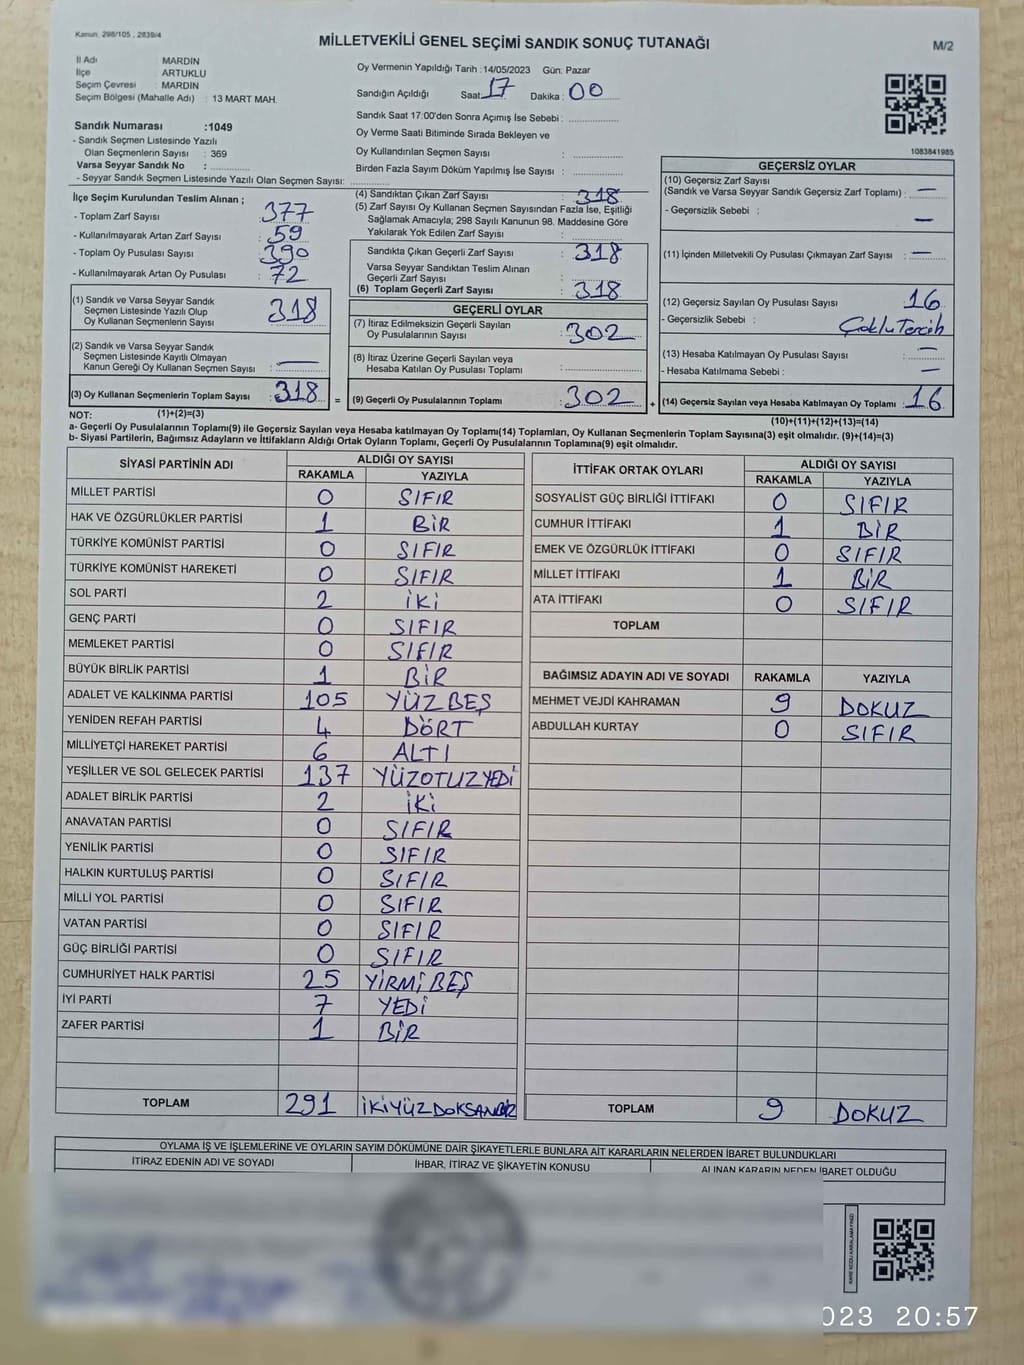 Kanun: 298/105 , 2839/4
MİLLETVEKİLİ GENEL SEÇİMİ SANDIK SONUÇ TUTANAĞI
M/2
İl Adı : MARDİN
İlçe : ARTUKLU
Seçim Çevresi : MARDİN
Seçim Bölgesi (Mahalle Adı) : 13 MART MAH.
Oy Vermenin Yapıldığı Tarih :14/05/2023 Gün: Pazar
Sandığın Açıldığı Saat: 17 Dakika : 00
Sandık Saat 17:00'den Sonra Açımış İse Sebebi :
Oy Verme Saati Bitiminde Sırada Bekleyen ve
Oy Kullandırılan Seçmen Sayısı :
Birden Fazla Sayım Döküm Yapılmış İse Sayısı :
1083841985
Sandık Numarası :1049
- Sandık Seçmen Listesinde Yazılı
Olan Seçmenlerin Sayısı : 369
Varsa Seyyar Sandık No :
- Seyyar Sandık Seçmen Listesinde Yazılı Olan Seçmen Sayısı:
İlçe Seçim Kurulundan Teslim Alınan ;
- Toplam Zarf Sayısı : 377
- Kullanılmayarak Artan Zarf Sayısı : 59
- Toplam Oy Pusulası Sayısı : 390
- Kullanılmayarak Artan Oy Pusulası : 72
(1) Sandık ve Varsa Seyyar Sandık
Seçmen Listesinde Yazılı Olup
Oy Kullanan Seçmenlerin Sayısı : 318
(2) Sandık ve Varsa Seyyar Sandık
Seçmen Listesinde Kayıtlı Olmayan
Kanun Gereği Oy Kullanan Seçmen Sayısı : —
(3) Oy Kullanan Seçmenlerin Toplam Sayısı : 318 =
(4) Sandıktan Çıkan Zarf Sayısı : 318
(5) Zarf Sayısı Oy Kullanan Seçmen Sayısından Fazla İse, Eşitliği
Sağlamak Amacıyla; 298 Sayılı Kanunun 98. Maddesine Göre
Yakılarak Yok Edilen Zarf Sayısı :
Sandıkta Çıkan Geçerli Zarf Sayısı : 318
Varsa Seyyar Sandıktan Teslim Alınan
Geçerli Zarf Sayısı :
(6) Toplam Geçerli Zarf Sayısı : 318
GEÇERLİ OYLAR
(7) İtiraz Edilmeksizin Geçerli Sayılan
Oy Pusulalarının Sayısı : 302
(8) İtiraz Üzerine Geçerli Sayılan veya
Hesaba Katılan Oy Pusulası Toplamı :
(9) Geçerli Oy Pusulalarının Toplamı : 302 +
GEÇERSİZ OYLAR
(10) Geçersiz Zarf Sayısı
(Sandık ve Varsa Seyyar Sandık Geçersiz Zarf Toplamı) : —
- Geçersizlik Sebebi : —
(11) İçinden Milletvekili Oy Pusulası Çıkmayan Zarf Sayısı : —
(12) Geçersiz Sayılan Oy Pusulası Sayısı : 16
- Geçersizlik Sebebi : Çoklu Tercih
(13) Hesaba Katılmayan Oy Pusulası Sayısı : —
- Hesaba Katılmama Sebebi : —
(14) Geçersiz Sayılan veya Hesaba Katılmayan Oy Toplamı : 16
NOT: (1)+(2)=(3)
(10)+(11)+(12)+(13)=(14)
a- Geçerli Oy Pusulalarının Toplamı(9) ile Geçersiz Sayılan veya Hesaba katılmayan Oy Toplamı(14) Toplamları, Oy Kullanan Seçmenlerin Toplam Sayısına(3) eşit olmalıdır. (9)+(14)=(3)
b- Siyasi Partilerin, Bağımsız Adayların ve İttifakların Aldığı Ortak Oyların Toplamı, Geçerli Oy Pusulalarının Toplamına(9) eşit olmalıdır.
SİYASİ PARTİNİN ADI ALDIĞI OY SAYISI
RAKAMLA YAZIYLA
MİLLET PARTİSİ 0 SIFIR
HAK VE ÖZGÜRLÜKLER PARTİSİ 1 BİR
TÜRKİYE KOMÜNİST PARTİSİ 0 SIFIR
TÜRKİYE KOMÜNİST HAREKETİ 0 SIFIR
SOL PARTİ 2 İKİ
GENÇ PARTİ 0 SIFIR
MEMLEKET PARTİSİ 0 SIFIR
BÜYÜK BİRLİK PARTİSİ 1 BİR
ADALET VE KALKINMA PARTİSİ 105 YÜZ BEŞ
YENİDEN REFAH PARTİSİ 4 DÖRT
MİLLİYETÇİ HAREKET PARTİSİ 6 ALTI
YEŞİLLER VE SOL GELECEK PARTİSİ 137 YÜZOTUZ YEDİ
ADALET BİRLİK PARTİSİ 2 İKİ
ANAVATAN PARTİSİ 0 SIFIR
YENİLİK PARTİSİ 0 SIFIR
HALKIN KURTULUŞ PARTİSİ 0 SIFIR
MİLLİ YOL PARTİSİ 0 SIFIR
VATAN PARTİSİ 0 SIFIR
GÜÇ BİRLİĞİ PARTİSİ 0 SIFIR
CUMHURİYET HALK PARTİSİ 25 YİRMİ BEŞ
İYİ PARTİ 7 YEDİ
ZAFER PARTİSİ 1 BİR
TOPLAM 291 İKİYÜZ DOKSANBİR
İTTİFAK ORTAK OYLARI ALDIĞI OY SAYISI
RAKAMLA YAZIYLA
SOSYALİST GÜÇ BİRLİĞİ İTTİFAKI 0 SIFIR
CUMHUR İTTİFAKI 1 BİR
EMEK VE ÖZGÜRLÜK İTTİFAKI 0 SIFIR
MİLLET İTTİFAKI 1 BİR
ATA İTTİFAKI 0 SIFIR
TOPLAM
BAĞIMSIZ ADAYIN ADI VE SOYADI RAKAMLA YAZIYLA
MEHMET VEJDİ KAHRAMAN 9 DOKUZ
ABDULLAH KURTAY 0 SIFIR
TOPLAM 9 DOKUZ
OYLAMA İŞ VE İŞLEMLERİNE VE OYLARIN SAYIM DÖKÜMÜNE DAİR ŞİKAYETLERLE BUNLARA AİT KARARLARIN NELERDEN İBARET BULUNDUKLARI
İTİRAZ EDENİN ADI VE SOYADI İHBAR, İTİRAZ VE ŞİKAYETİN KONUSU ALINAN KARARIN NEDEN İBARET OLDUĞU
KARE KODU KARALAMAYINIZ!
023 20:57